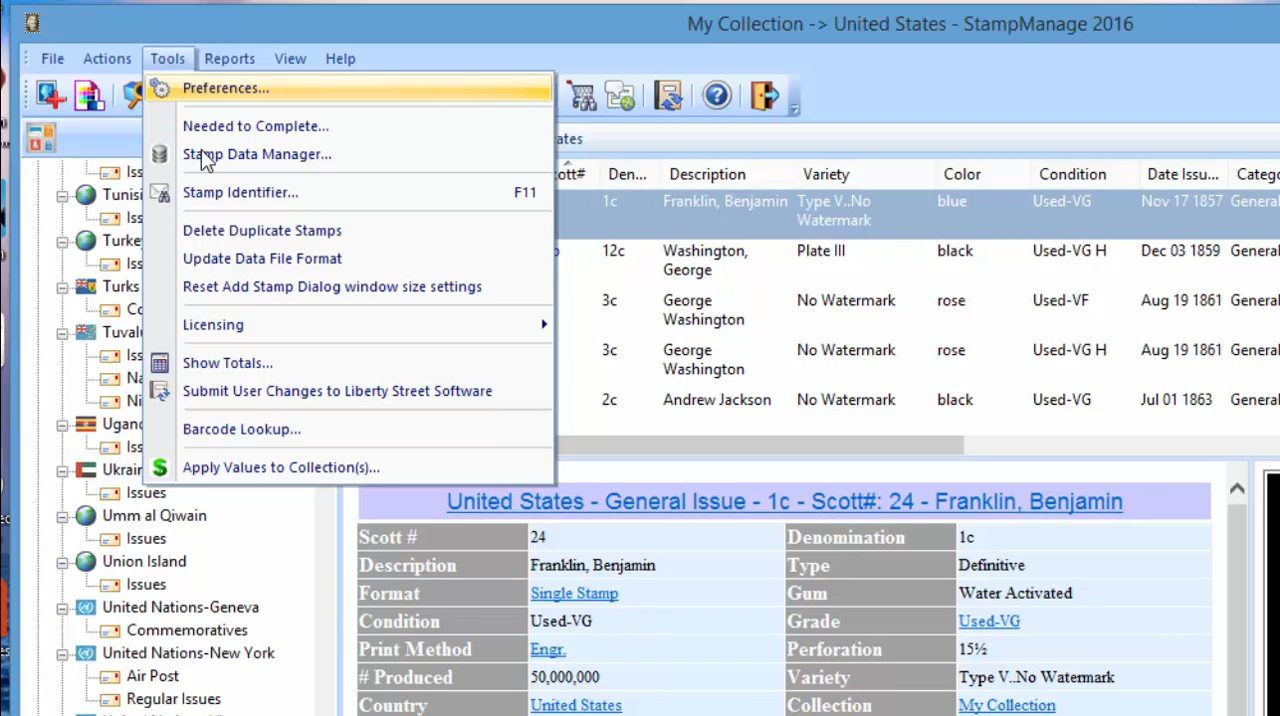 My Collection -> United States - StampManage 2016
File Actions Tools Reports View Help
Preferences...
Needed to Complete...
Stamp Data Manager...
Stamp Identifier... F11
Delete Duplicate Stamps
Update Data File Format
Reset Add Stamp Dialog window size settings
Licensing
Show Totals...
Submit User Changes to Liberty Street Software
Barcode Lookup...
Apply Values to Collection(s)...
Iss
Tunisi
Iss
Turke
Iss
Turks
Co
Tuvalu
Iss
Na
Ni
Ugan
Iss
Ukrain
Issues
Umm al Qiwain
Issues
Union Island
Issues
United Nations-Geneva
Commemoratives
United Nations-New York
Air Post
Regular Issues
ates
ott# Den... Description Variety Color Condition Date Issu... Catego
1c Franklin, Benjamin Type V..No Watermark blue Used-VG Nov 17 1857 General
12c Washington, George Plate III black Used-VG H Dec 03 1859 General
3c George Washington No Watermark rose Used-VF Aug 19 1861 General
3c George Washington No Watermark rose Used-VG H Aug 19 1861 General
2c Andrew Jackson No Watermark black Used-VG Jul 01 1863 General
United States - General Issue - 1c - Scott#: 24 - Franklin, Benjamin
Scott # 24 Denomination 1c
Description Franklin, Benjamin Type Definitive
Format Single Stamp Gum Water Activated
Condition Used-VG Grade Used-VG
Print Method Engr. Perforation 15½
# Produced 50,000,000 Variety Type V..No Watermark
Country United States Collection My Collection